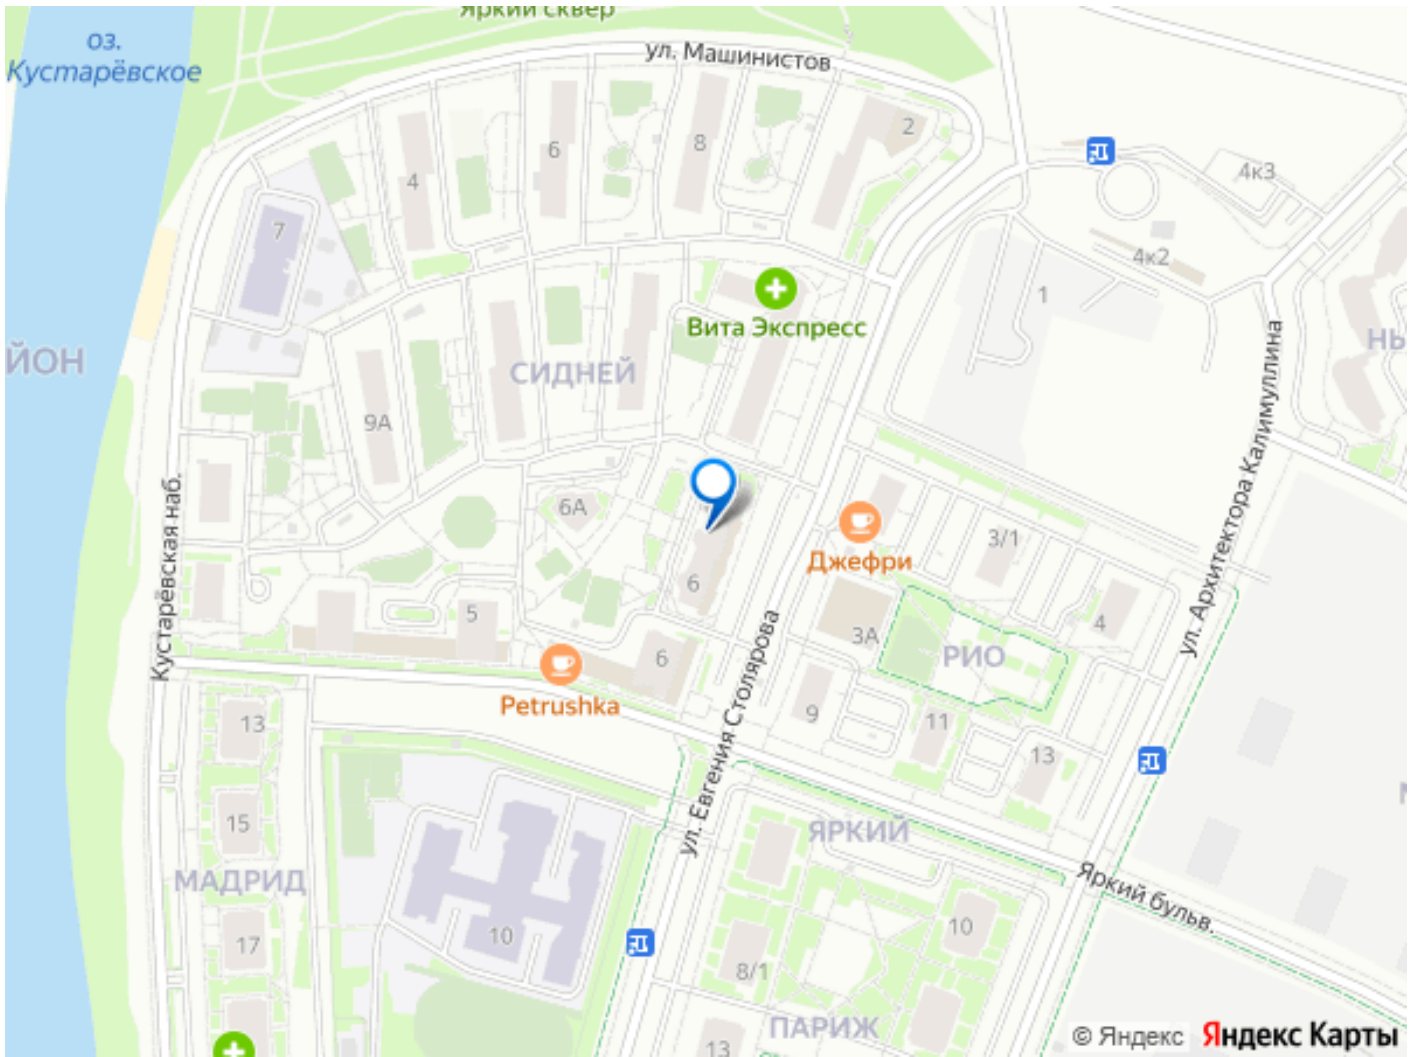 Яркий сквер
оз.
Кустарёвское
ул. Машинистов
2
8
6
4
4к3
7
4к2
1
Вита Экспресс
ЙОН
НЬ
СИДНЕЙ
9А
ул. Архитектора Калимуллина
Кустарёвская наб.
6А
Джефри
3/1
6
5
4
3А
РИО
6
Petrushka
ул. Евгения Столярова
9
11
13
13
15
ЯРКИЙ
МАДРИД
Яркий бульв.
17
10
10
8/1
ПАРИЖ
13
© Яндекс Яндекс Карты